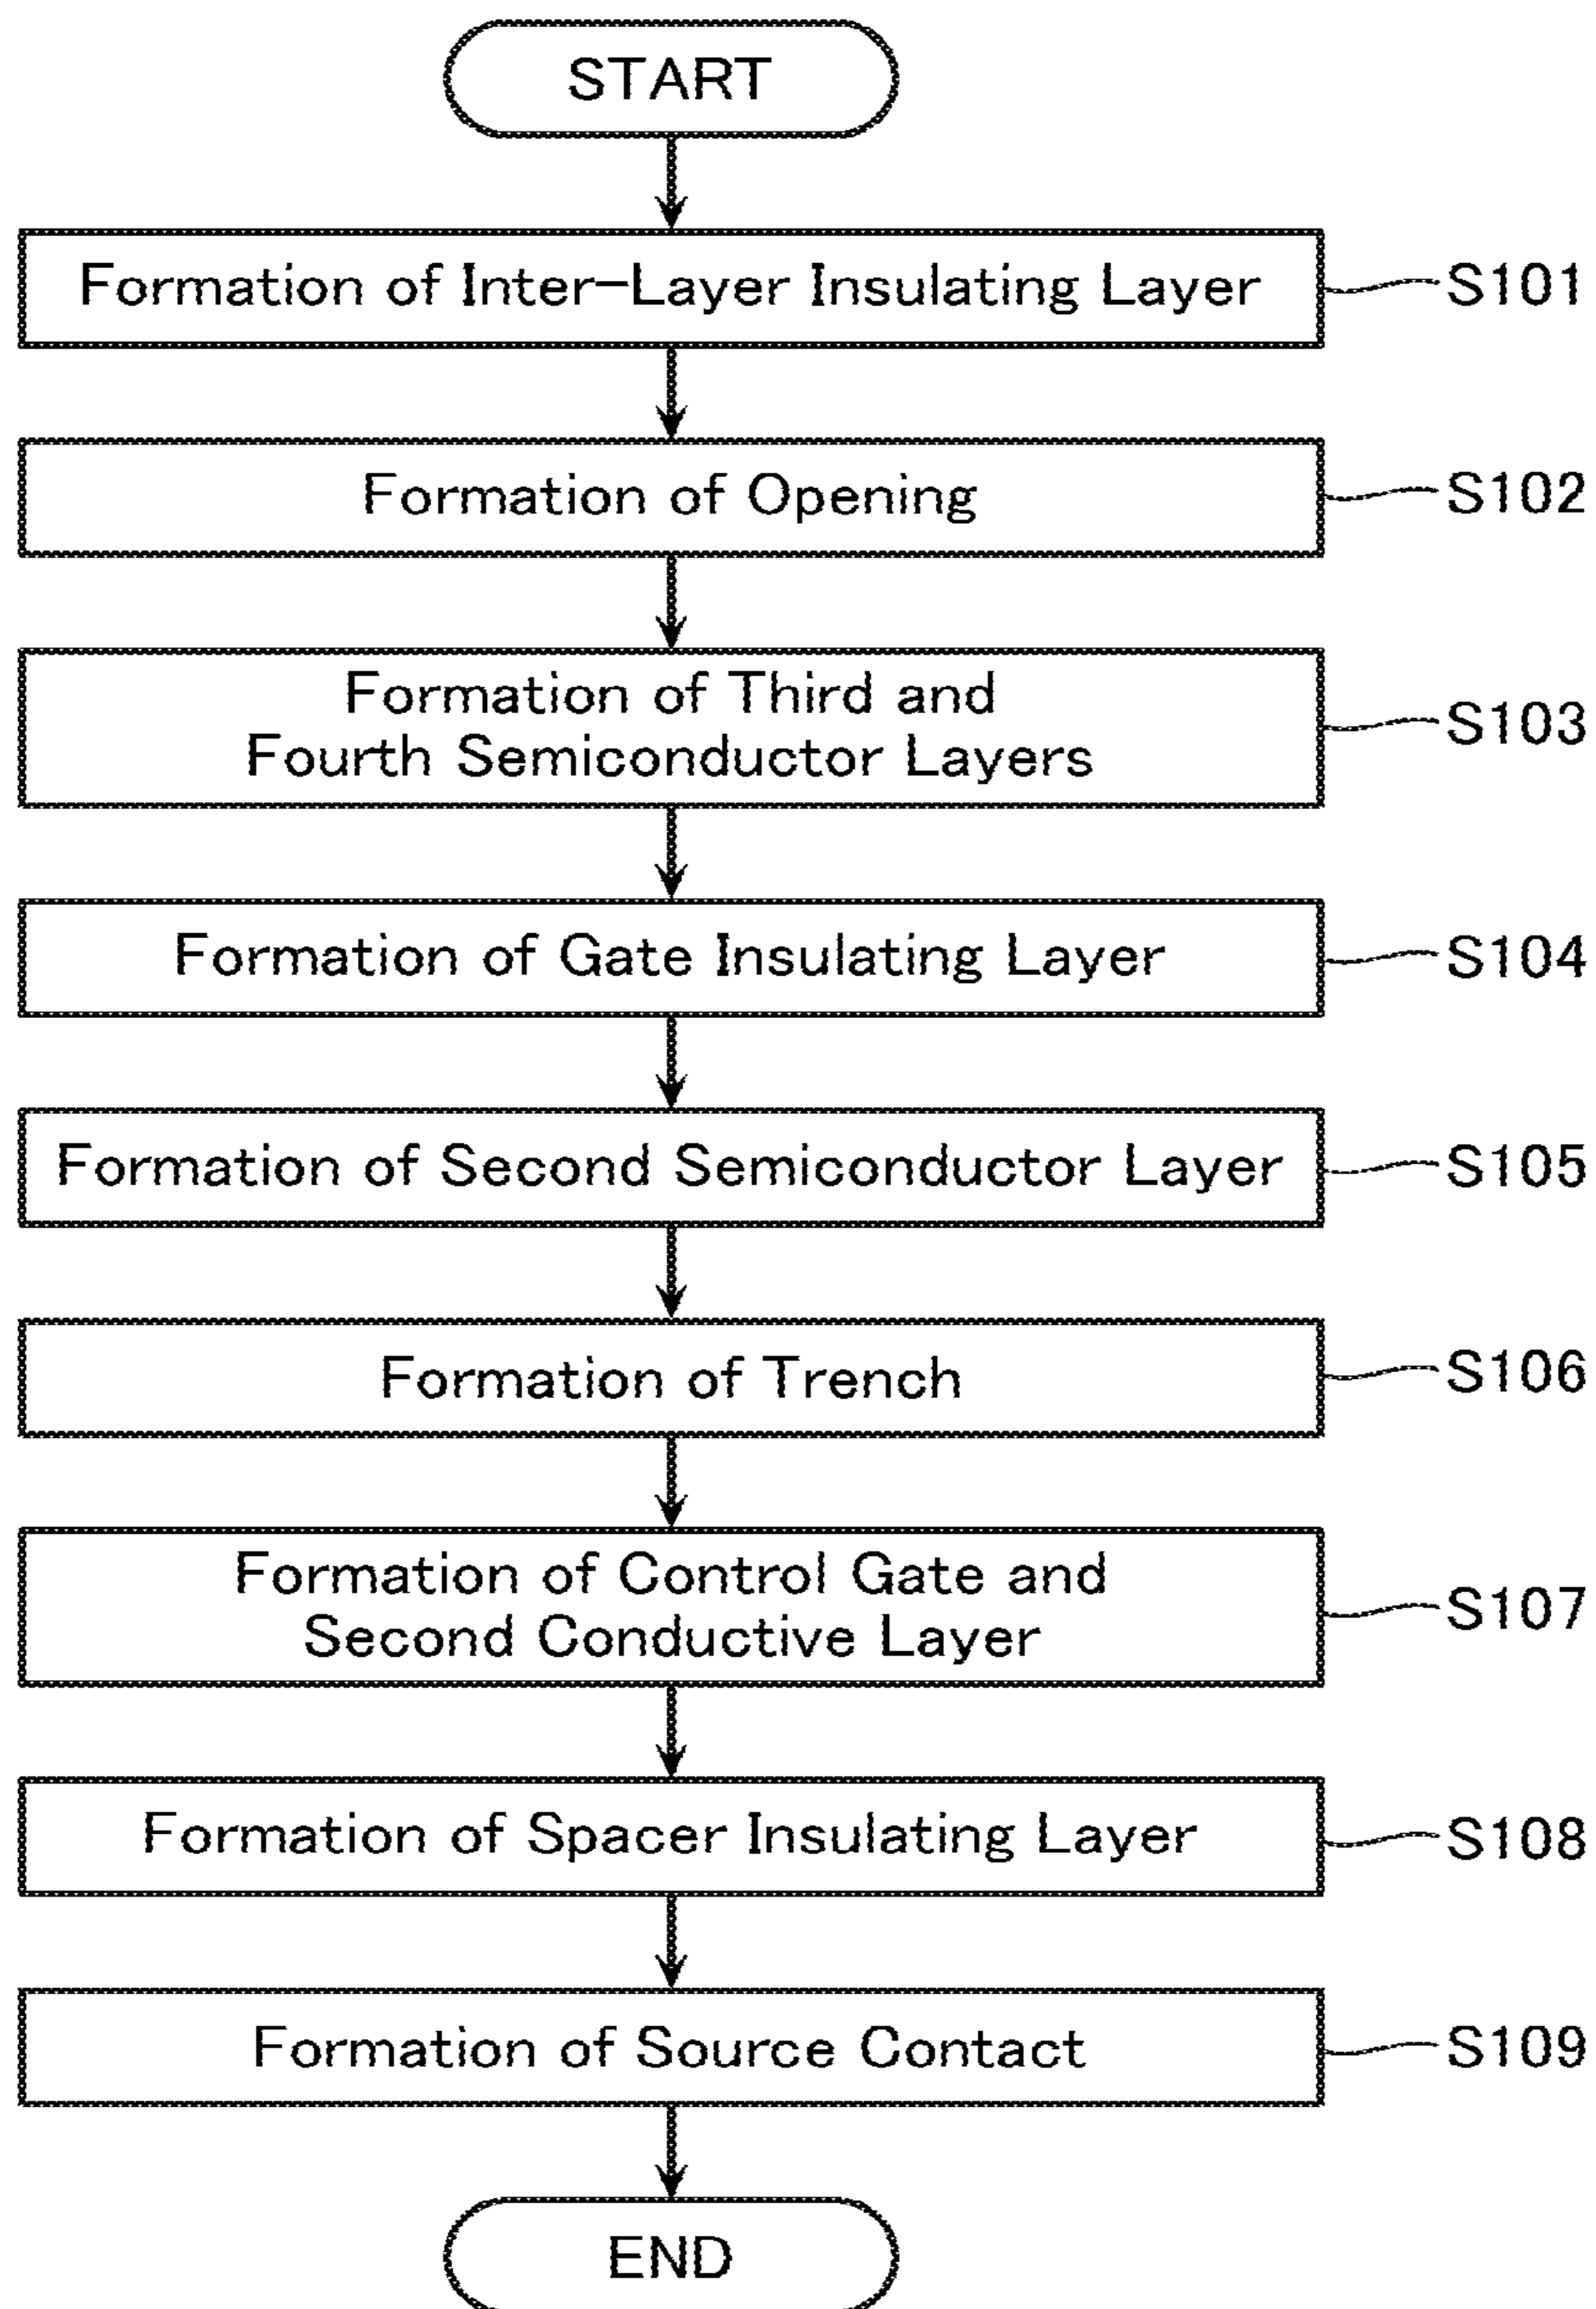 START
Formation of Inter-Layer Insulating Layer
S101
Formation of Opening
S102
Formation of Third and
Fourth Semiconductor Layers
S103
Formation of Gate Insulating Layer
S104
Formation of Second Semiconductor Layer
S105
Formation of Trench
S106
Formation of Control Gate and
Second Conductive Layer
S107
Formation of Spacer Insulating Layer
S108
Formation of Source Contact
S109
END